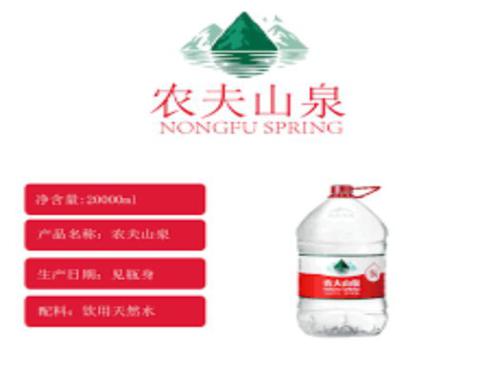 农夫山泉
NONGFU SPRING
净含量:20000ml
产品名称：农夫山泉
生产日期：见瓶身
配料：饮用天然水
农夫山泉